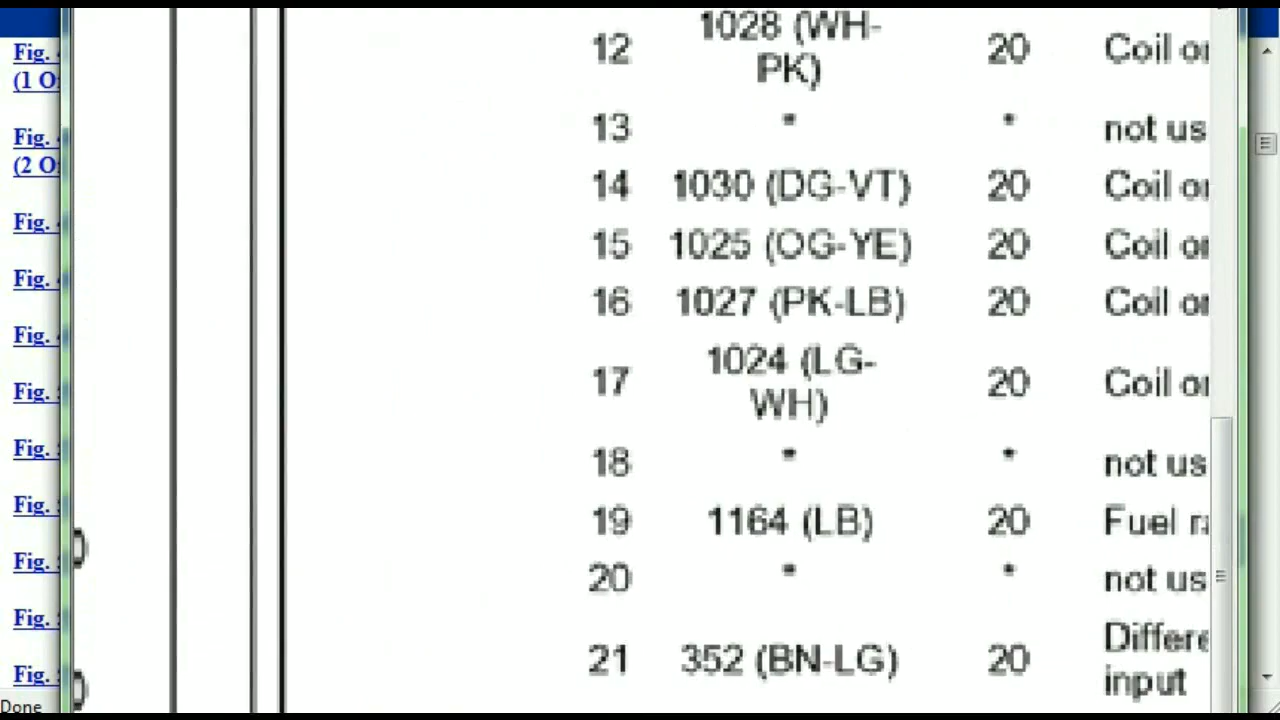 Fig.
(1 O
Fig.
(2 O
Fig.
Fig.
Fig.
Fig.
Fig.
Fig.
Fig.
Fig.
Fig.
Done
12 1028 (WH-
PK) 20 Coil o
13 * * not us
14 1030 (DG-VT) 20 Coil o
15 1025 (OG-YE) 20 Coil o
16 1027 (PK-LB) 20 Coil o
17 1024 (LG-
WH) 20 Coil o
18 * * not us
19 1164 (LB) 20 Fuel r
20 * * not us
21 352 (BN-LG) 20 Differe
input